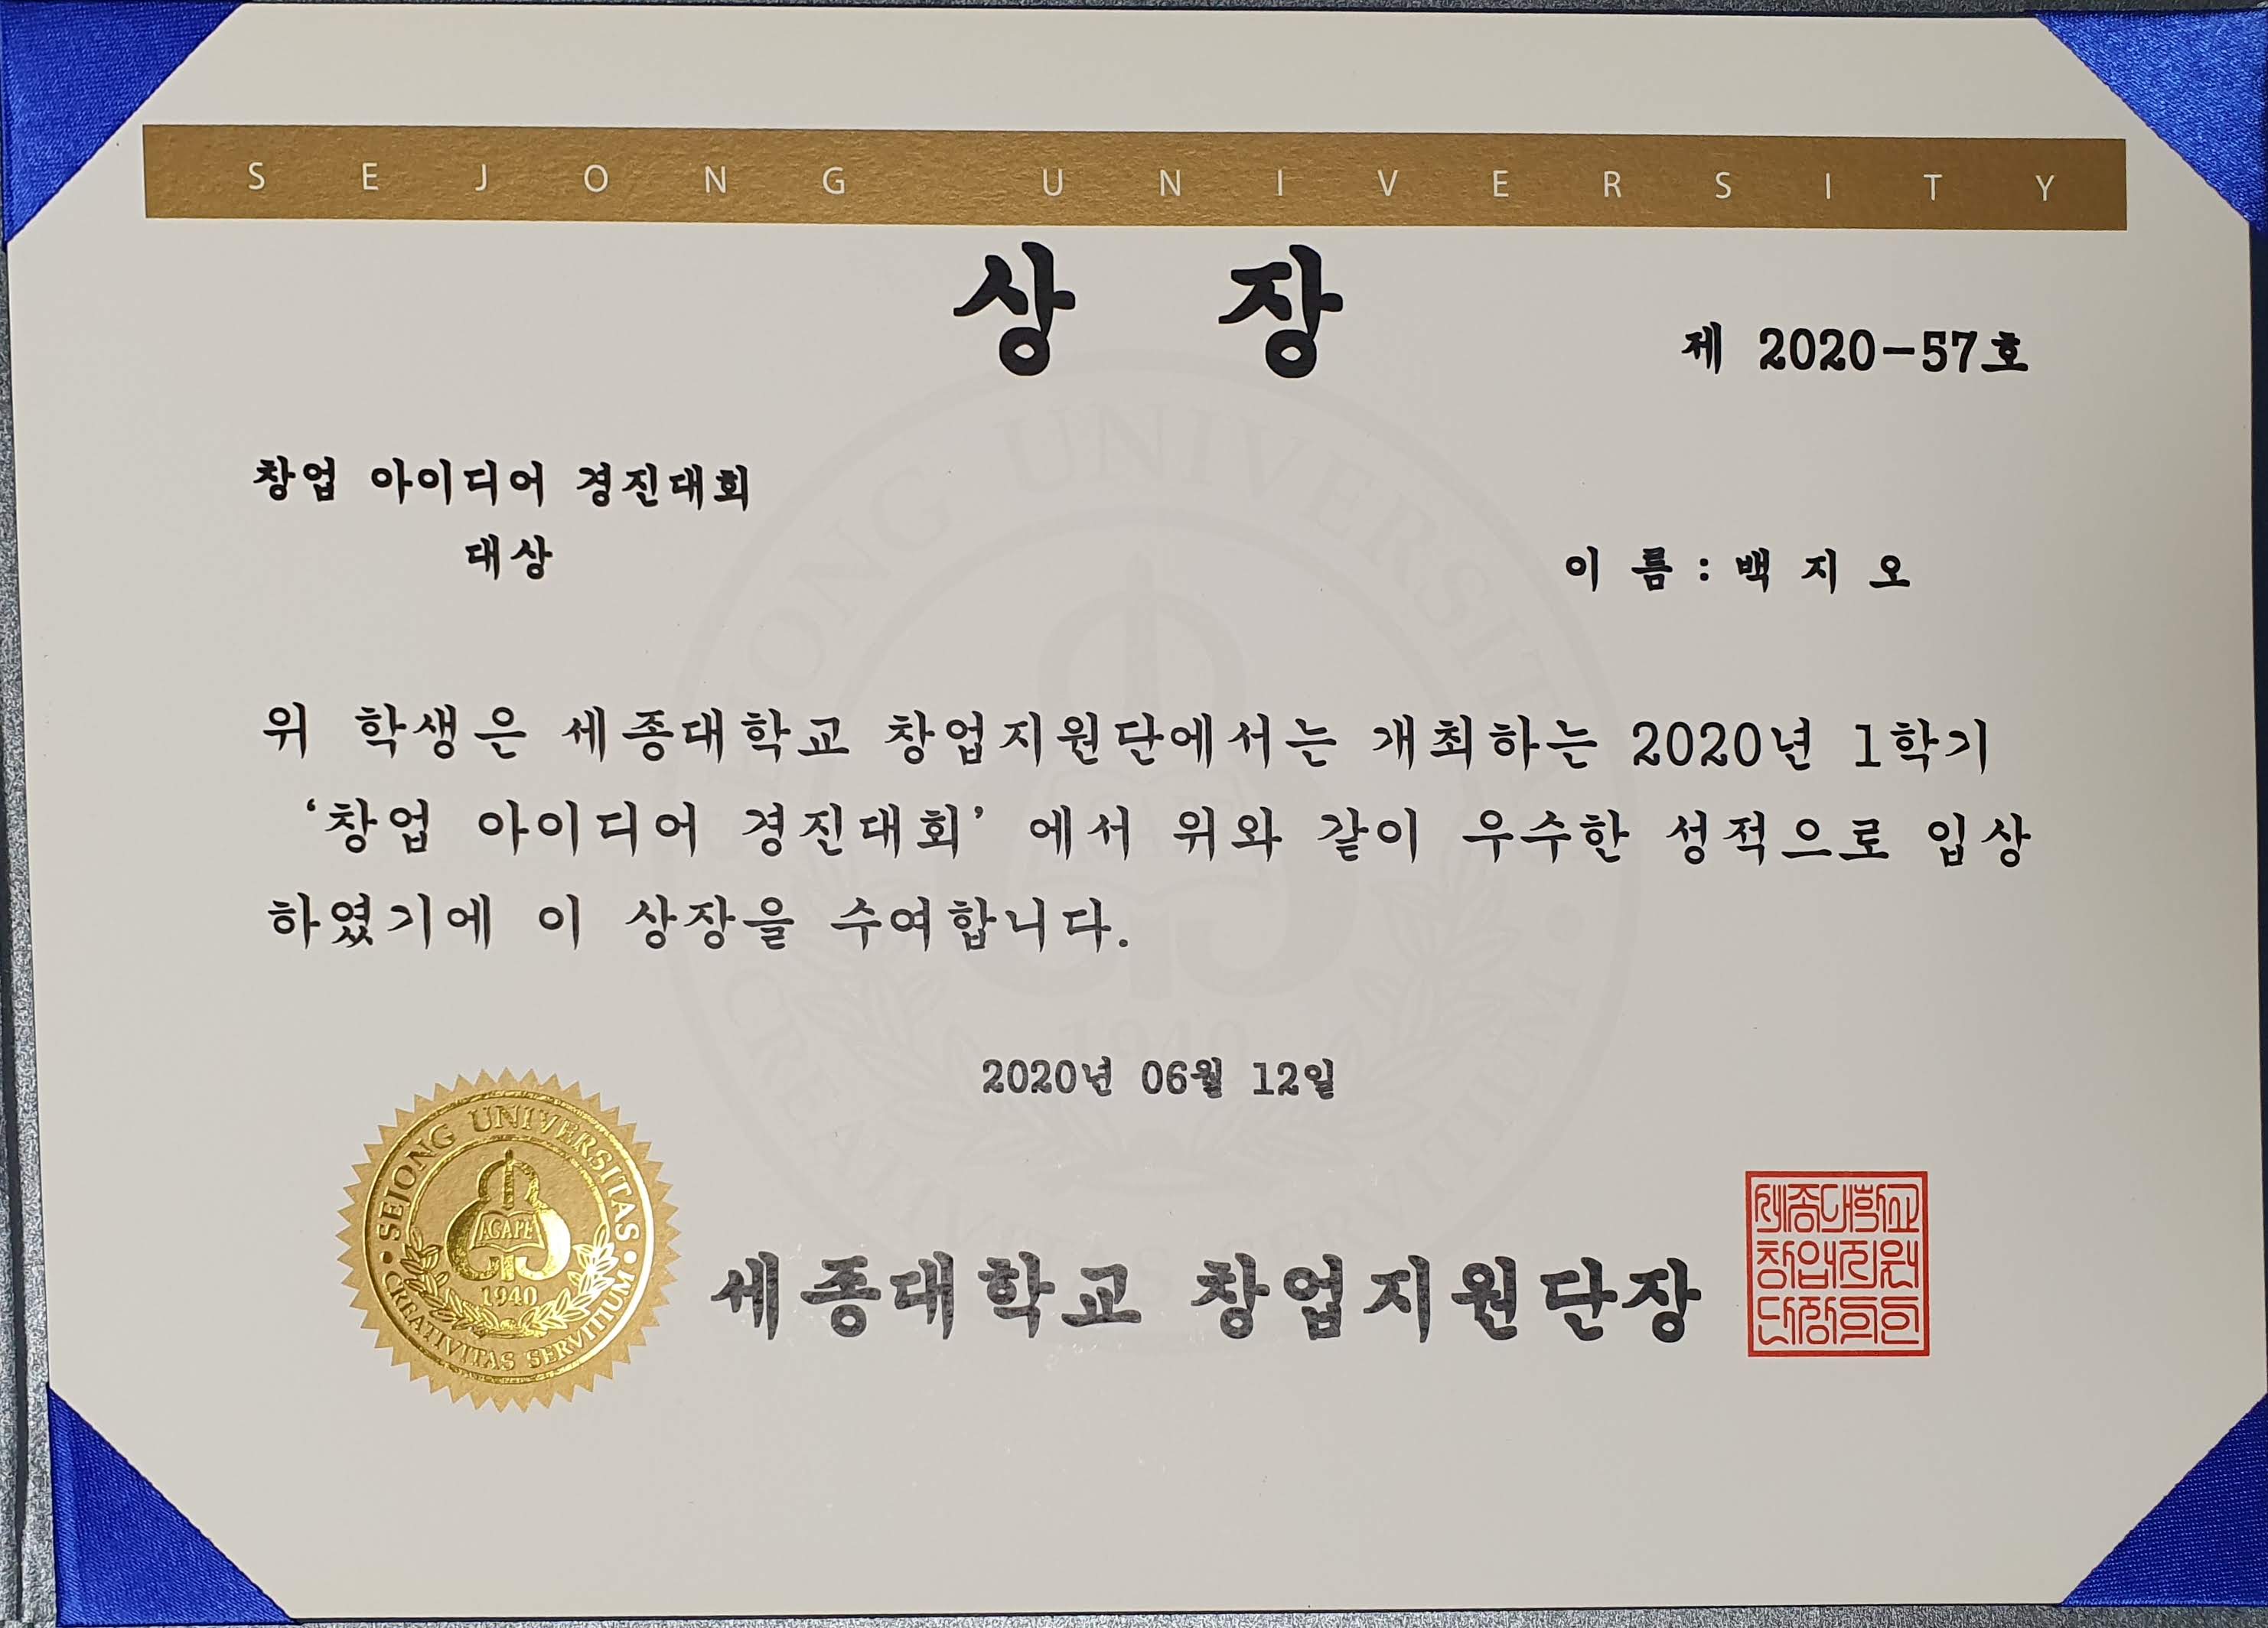 SEJONG UNIVERSITY
상 장
제 2020-57호
창업 아이디어 경진대회
대상
이 름 : 백 지 오
위 학생은 세종대학교 창업지원단에서는 개최하는 2020년 1학기
‘창업 아이디어 경진대회’ 에서 위와 같이 우수한 성적으로 입상
하였기에 이 상장을 수여합니다.
2020년 06월 12일
SEJONG UNIVERSITAS
AGAPE
1940
CREATIVITAS SERVITIUM
세종대학교 창업지원단장
세종대학교
창업지원
단장의인